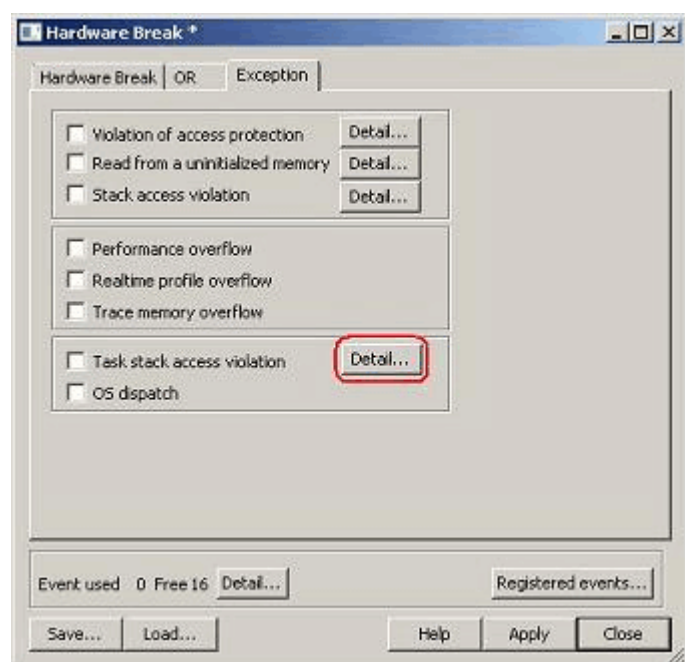 Hardware Break *
Hardware Break OR Exception
Violation of access protection Detail...
Read from a uninitialized memory Detail...
Stack access violation Detail...
Performance overflow
Realtime profile overflow
Trace memory overflow
Task stack access violation Detail...
OS dispatch
Event used 0 Free 16 Detail... Registered events...
Save... Load... Help Apply Close